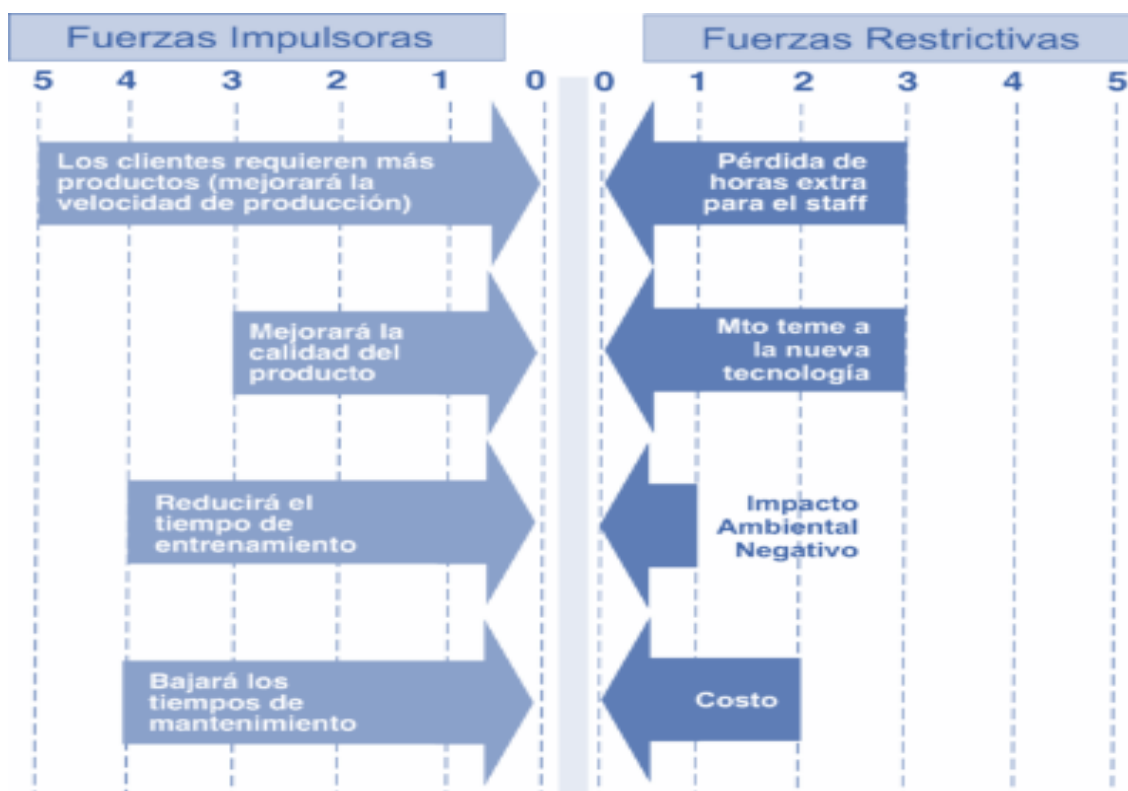 Fuerzas Impulsoras
Fuerzas Restrictivas
5 4 3 2 1 0
0 1 2 3 4 5
Los clientes requieren más
productos (mejorará la
velocidad de producción)
Pérdida de
horas extra
para el staff
Mejorará la
calidad del
producto
Mto teme a
la nueva
tecnología
Reducirá el
tiempo de
entrenamiento
Impacto
Ambiental
Negativo
Bajará los
tiempos de
mantenimiento
Costo